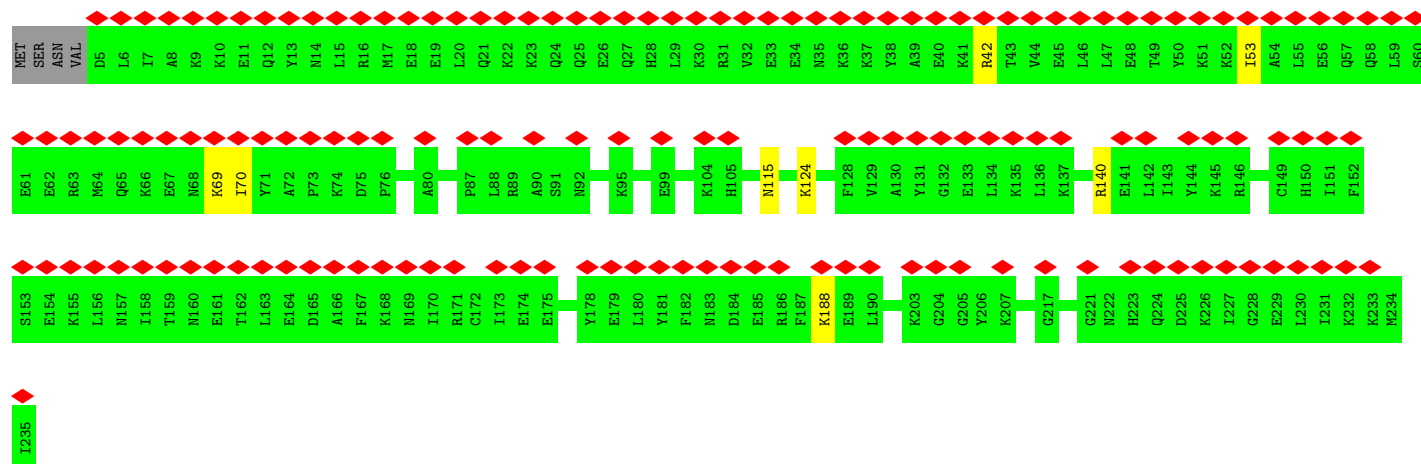 MET SER ASN VAL D5 L6 I7 A8 K9 K10 E11 Q12 Y13 N14 L15 R16 M17 E18 E19 L20 Q21 K22 K23 Q24 Q25 E26 Q27 H28 L29 K30 R31 V32 E33 E34 N35 K36 K37 Y38 A39 E40 K41 R42 T43 V44 E45 L46 L47 E48 T49 Y50 K51 K52 I53 A54 L55 E56 Q57 Q58 L59 S60
E61 E62 R63 M64 Q65 K66 E67 N68 K69 I70 Y71 A72 P73 K74 D75 P76 A80 P87 L88 R89 A90 S91 N92 K95 E99 K104 H105 N115 K124 F128 V129 A130 Y131 G132 E133 L134 K135 L136 K137 R140 E141 L142 I143 Y144 K145 R146 C149 H150 I151 F152
S153 E154 K155 L156 N157 I158 T159 N160 E161 T162 L163 E164 D165 A166 F167 K168 N169 I170 R171 C172 I173 E174 E175 Y178 E179 L180 Y181 F182 N183 D184 E185 R186 F187 K188 E189 L190 K203 G204 G205 Y206 K207 G217 G221 N222 H223 Q224 D225 K226 I227 G228 E229 L230 I231 K232 K233 M234
I235